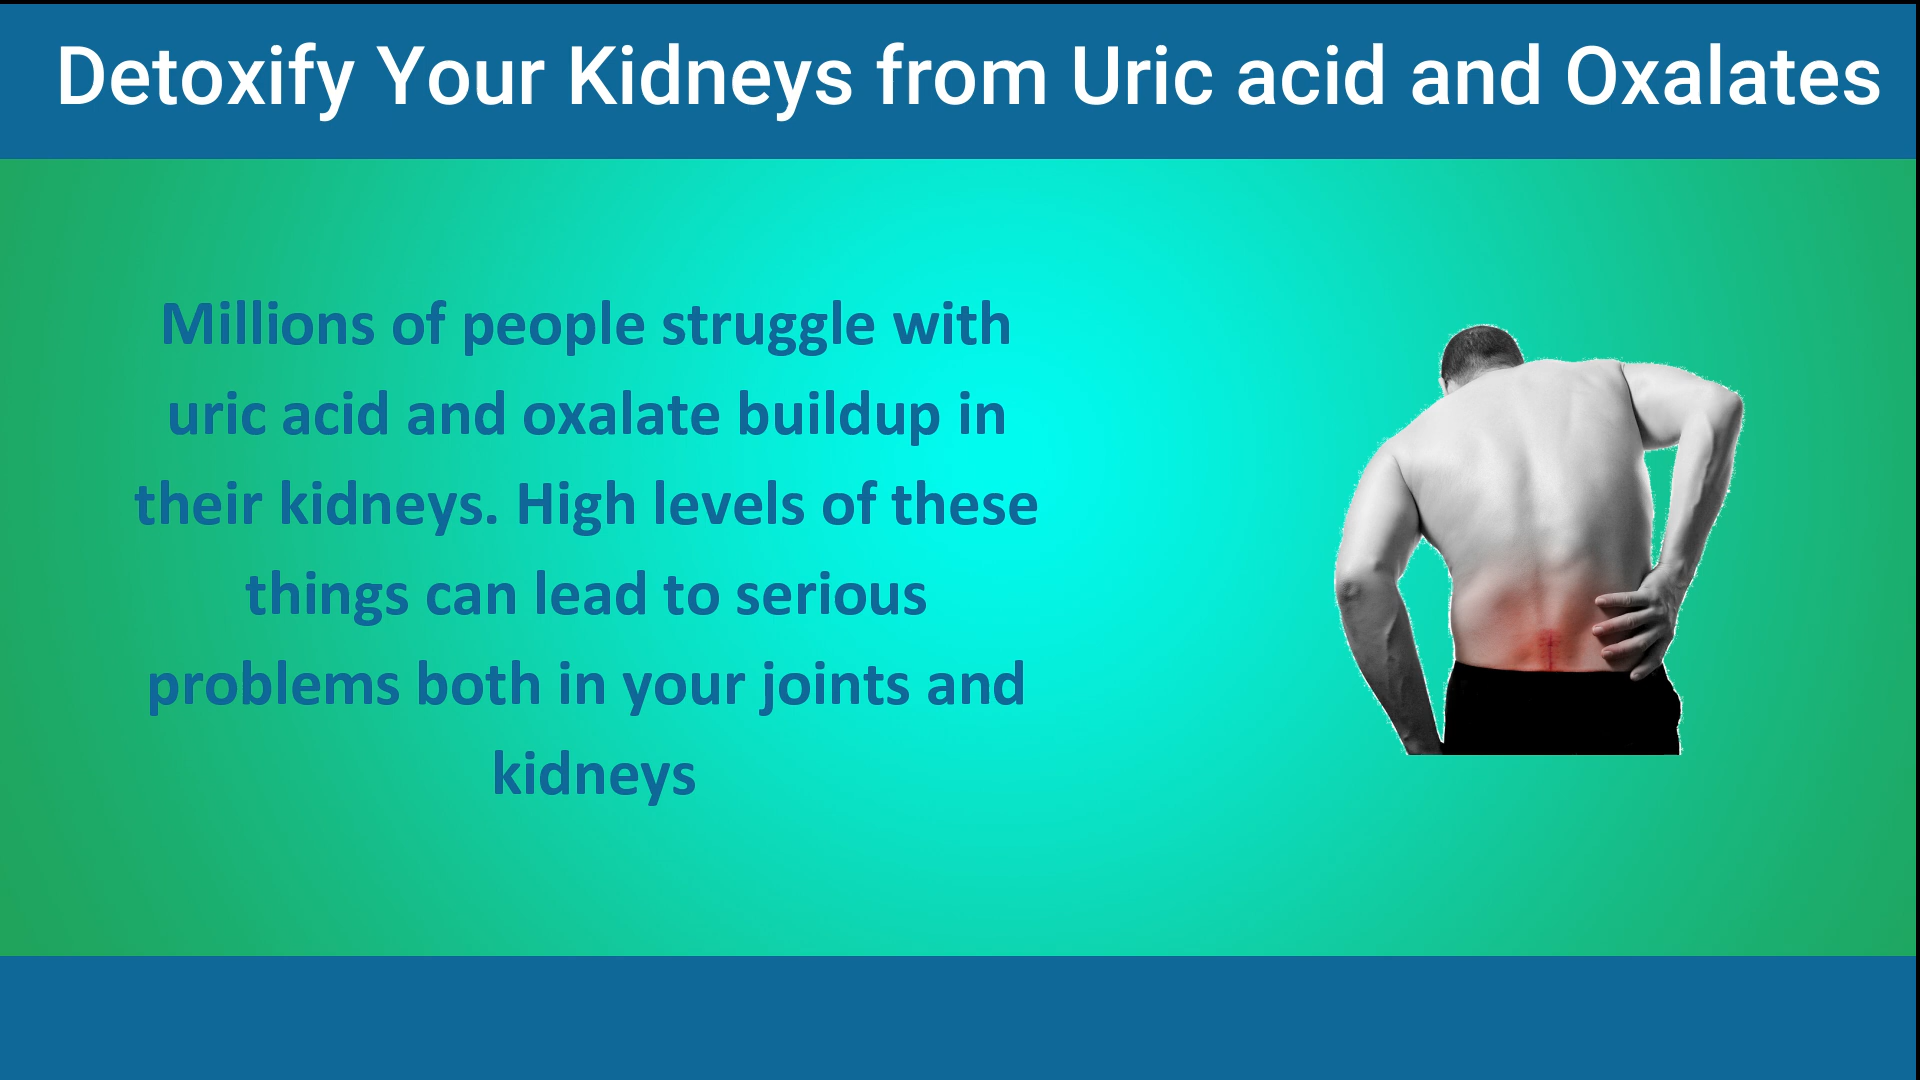 Detoxify Your Kidneys from Uric acid and Oxalates
Millions of people struggle with
uric acid and oxalate buildup in
their kidneys. High levels of these
things can lead to serious
problems both in your joints and
kidneys